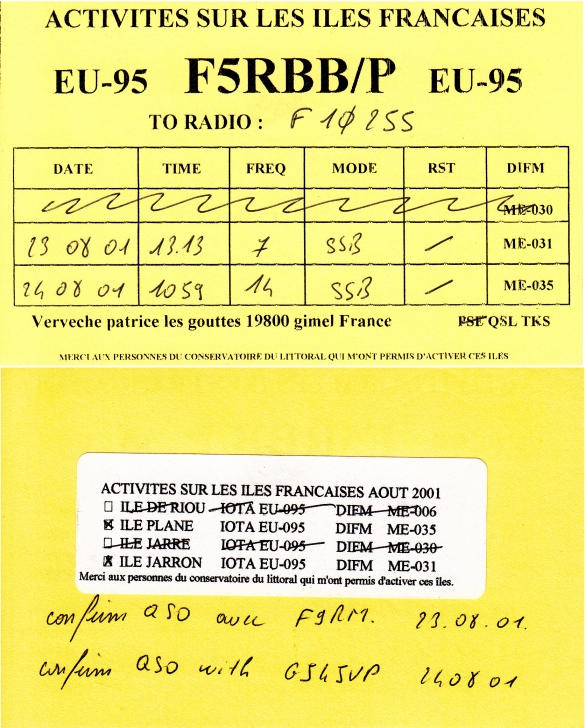 ACTIVITES SUR LES ILES FRANCAISES
EU-95 F5RBB/P EU-95
TO RADIO : F 10255
DATE TIME FREQ MODE RST DIFM
ME-030
23 08 01 13.13 7 SSB / ME-031
24 08 01 1059 14 SSB / ME-035
Verveche patrice les gouttes 19800 gimel France PSE QSL TKS
MERCI AUX PERSONNES DU CONSERVATOIRE DU LITTORAL QUI M'ONT PERMIS D'ACTIVER CES ILES
ACTIVITES SUR LES ILES FRANCAISES AOUT 2001
☐ ILE DE RIOU IOTA EU-095 DIFM ME-006
☒ ILE PLANE IOTA EU-095 DIFM ME-035
☐ ILE JARRE IOTA EU-095 DIFM ME-030
☒ ILE JARRON IOTA EU-095 DIFM ME-031
Merci aux personnes du conservatoire du littoral qui m'ont permis d'activer ces îles.
confirm QSO avec F9RM. 23.08.01.
confirm QSO with 240801